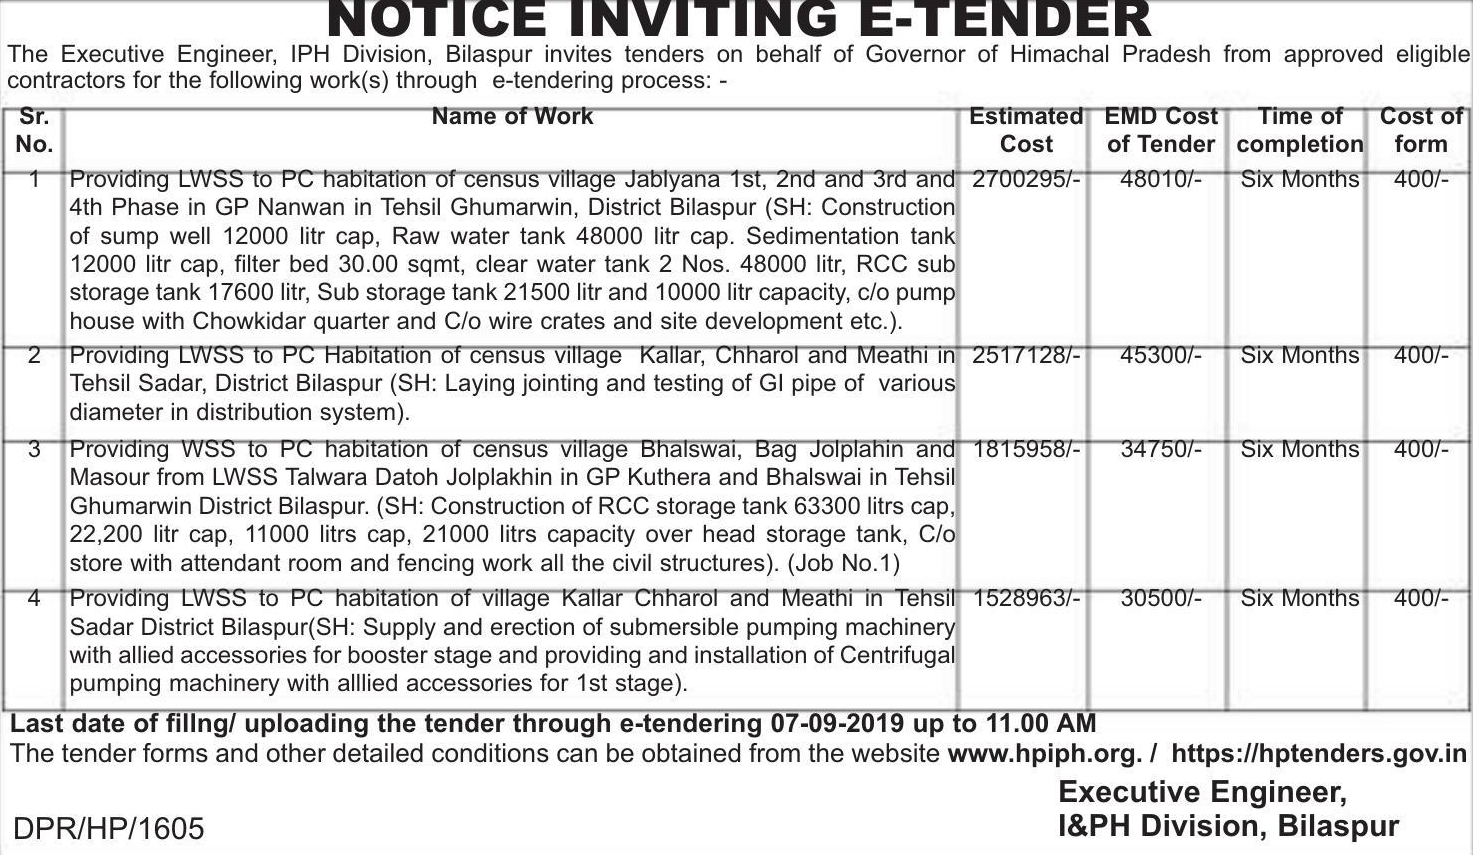 NOTICE INVITING E-TENDER
The Executive Engineer, IPH Division, Bilaspur invites tenders on behalf of Governor of Himachal Pradesh from approved eligible
contractors for the following work(s) through e-tendering process: -
Sr. No. Name of Work Estimated Cost EMD Cost of Tender Time of completion Cost of form
1 Providing LWSS to PC habitation of census village Jablyana 1st, 2nd and 3rd and 2700295/- 48010/- Six Months 400/-
4th Phase in GP Nanwan in Tehsil Ghumarwin, District Bilaspur (SH: Construction
of sump well 12000 litr cap, Raw water tank 48000 litr cap. Sedimentation tank
12000 litr cap, filter bed 30.00 sqmt, clear water tank 2 Nos. 48000 litr, RCC sub
storage tank 17600 litr, Sub storage tank 21500 litr and 10000 litr capacity, c/o pump
house with Chowkidar quarter and C/o wire crates and site development etc.).
2 Providing LWSS to PC Habitation of census village Kallar, Chharol and Meathi in 2517128/- 45300/- Six Months 400/-
Tehsil Sadar, District Bilaspur (SH: Laying jointing and testing of GI pipe of various
diameter in distribution system).
3 Providing WSS to PC habitation of census village Bhalswai, Bag Jolplahin and 1815958/- 34750/- Six Months 400/-
Masour from LWSS Talwara Datoh Jolplakhin in GP Kuthera and Bhalswai in Tehsil
Ghumarwin District Bilaspur. (SH: Construction of RCC storage tank 63300 litrs cap,
22,200 litr cap, 11000 litrs cap, 21000 litrs capacity over head storage tank, C/o
store with attendant room and fencing work all the civil structures). (Job No.1)
4 Providing LWSS to PC habitation of village Kallar Chharol and Meathi in Tehsil 1528963/- 30500/- Six Months 400/-
Sadar District Bilaspur(SH: Supply and erection of submersible pumping machinery
with allied accessories for booster stage and providing and installation of Centrifugal
pumping machinery with alllied accessories for 1st stage).
Last date of fillng/ uploading the tender through e-tendering 07-09-2019 up to 11.00 AM
The tender forms and other detailed conditions can be obtained from the website www.hpiph.org. / https://hptenders.gov.in
Executive Engineer,
I&PH Division, Bilaspur
DPR/HP/1605